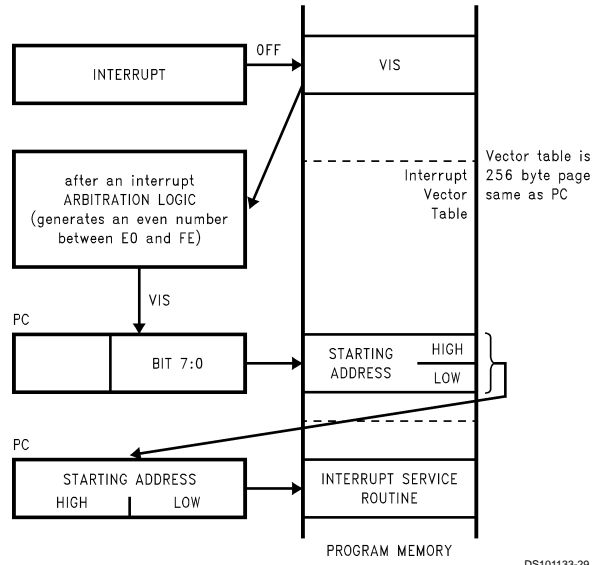 INTERRUPT
OFF
VIS
after an interrupt
ARBITRATION LOGIC
(generates an even number
between E0 and FE)
Interrupt
Vector
Table
Vector table is
256 byte page
same as PC
VIS
PC
BIT 7:0
STARTING
ADDRESS
HIGH
LOW
PC
STARTING ADDRESS
HIGH LOW
INTERRUPT SERVICE
ROUTINE
PROGRAM MEMORY
DS101133-29